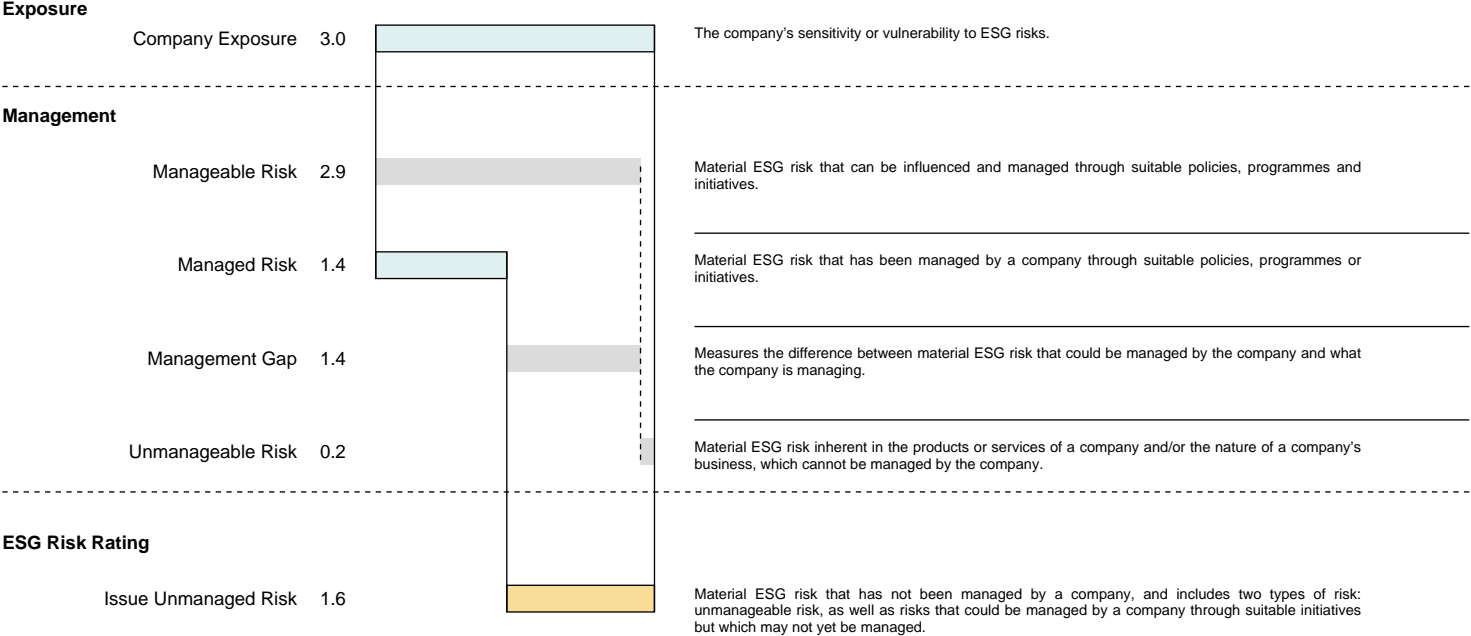 Exposure
Company Exposure 3.0
The company's sensitivity or vulnerability to ESG risks.
Management
Manageable Risk 2.9
Material ESG risk that can be influenced and managed through suitable policies, programmes and
initiatives.
Managed Risk 1.4
Material ESG risk that has been managed by a company through suitable policies, programmes or
initiatives.
Management Gap 1.4
Measures the difference between material ESG risk that could be managed by the company and what
the company is managing.
Unmanageable Risk 0.2
Material ESG risk inherent in the products or services of a company and/or the nature of a company's
business, which cannot be managed by the company.
ESG Risk Rating
Issue Unmanaged Risk 1.6
Material ESG risk that has not been managed by a company, and includes two types of risk:
unmanageable risk, as well as risks that could be managed by a company through suitable initiatives
but which may not yet be managed.